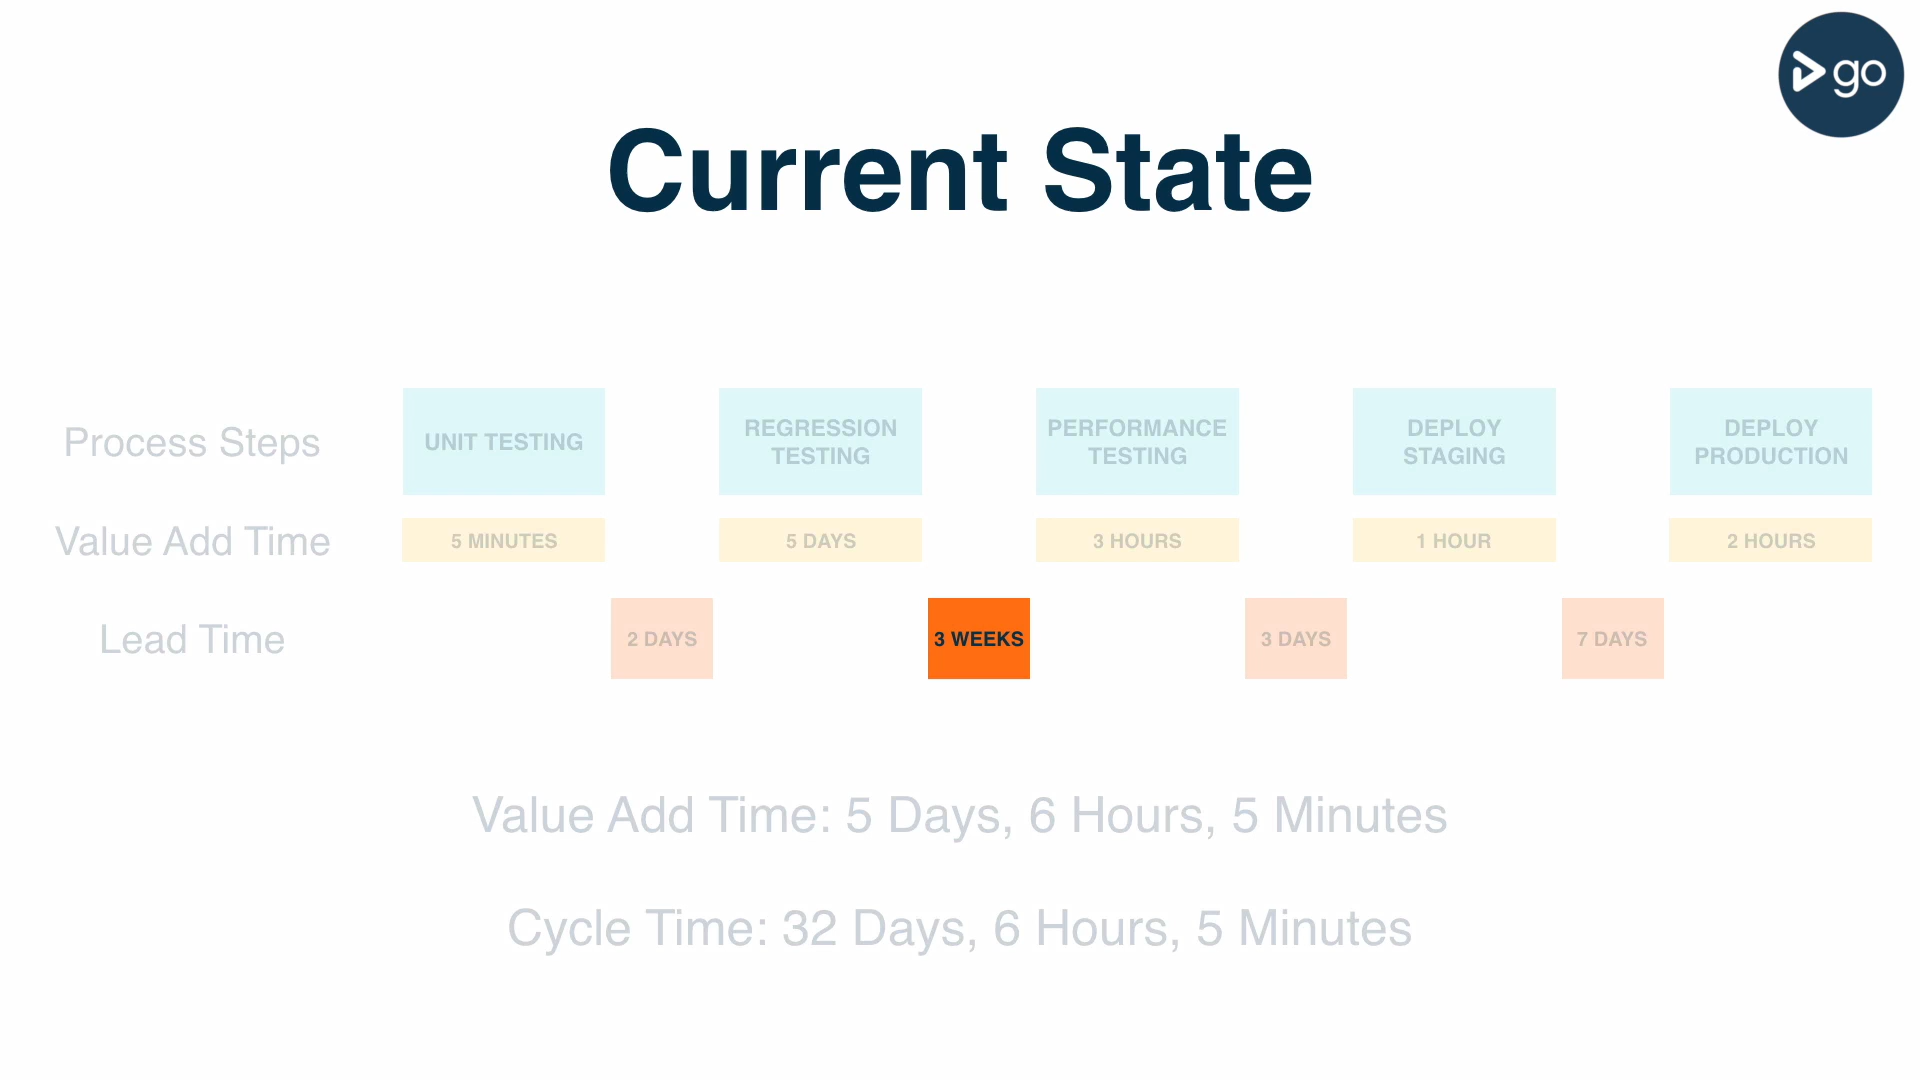 go
Current State
Process Steps
UNIT TESTING
REGRESSION
TESTING
PERFORMANCE
TESTING
DEPLOY
STAGING
DEPLOY
PRODUCTION
Value Add Time
5 MINUTES
5 DAYS
3 HOURS
1 HOUR
2 HOURS
Lead Time
2 DAYS
3 WEEKS
3 DAYS
7 DAYS
Value Add Time: 5 Days, 6 Hours, 5 Minutes
Cycle Time: 32 Days, 6 Hours, 5 Minutes